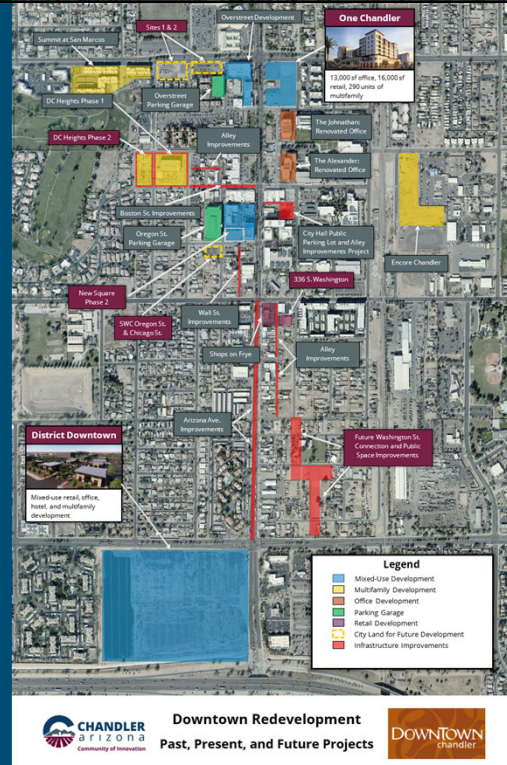 Overstreet Development
Sites 1 & 2
Summit at San Marcos
One Chandler
13,000 sf office, 16,000 sf
retail, 290 units of
multifamily
DC Heights Phase 1
Overstreet
Parking Garage
DC Heights Phase 2
Alley
Improvements
The Johnathan:
Renovated Office
The Alexander:
Renovated Office
Boston St. Improvements
Oregon St.
Parking Garage
City Hall Public
Parking Lot and Alley
Improvements Project
Encore Chandler
New Square
Phase 2
336 S. Washington
SWC Oregon St.
& Chicago St.
Wall St.
Improvements
Shops on Frye
Alley
Improvements
Arizona Ave.
Improvements
District Downtown
Mixed-use retail, office,
hotel, and multifamily
development
Future Washington St.
Connection and Public
Space Improvements
Legend
Mixed-Use Development
Multifamily Development
Office Development
Parking Garage
Retail Development
City Land for Future Development
Infrastructure Improvements
CHANDLER
arizona
Community of Innovation
Downtown Redevelopment
Past, Present, and Future Projects
DOWNTOWN
chandler